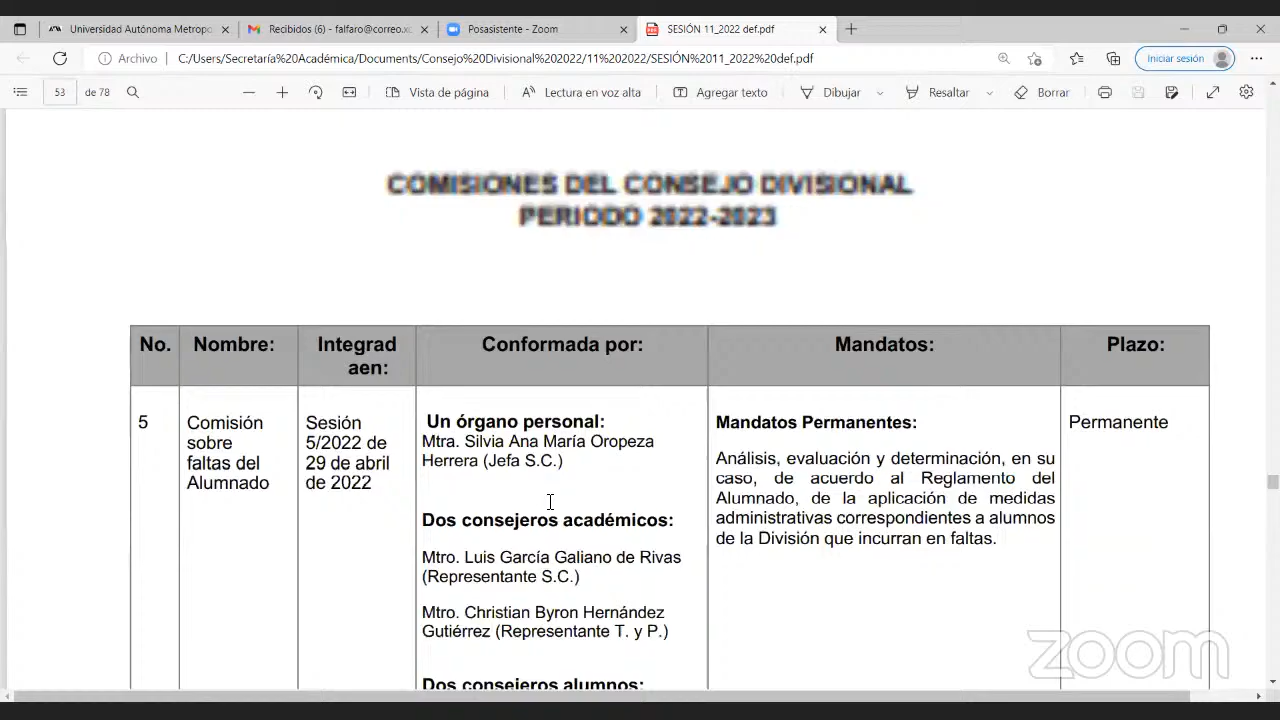 Universidad Autónoma Metropo
Recibidos (6) - falfaro@correo.xc
Posasistente - Zoom
SESIÓN 11_2022 def.pdf
Archivo
C:/Users/Secretaría%20Académica/Documents/Consejo%20Divisional%202022/11%202022/SESIÓN%2011_2022%20def.pdf
Iniciar sesión
53 de 78
Vista de página
Lectura en voz alta
Agregar texto
Dibujar
Resaltar
Borrar
COMISIONES DEL CONSEJO DIVISIONAL
PERIODO 2022-2023
No.
Nombre:
Integrad
aen:
Conformada por:
Mandatos:
Plazo:
5
Comisión
sobre
faltas del
Alumnado
Sesión
5/2022 de
29 de abril
de 2022
Un órgano personal:
Mtra. Silvia Ana María Oropeza
Herrera (Jefa S.C.)
Dos consejeros académicos:
Mtro. Luis García Galiano de Rivas
(Representante S.C.)
Mtro. Christian Byron Hernández
Gutiérrez (Representante T. y P.)
Dos consejeros alumnos:
Mandatos Permanentes:
Análisis, evaluación y determinación, en su
caso, de acuerdo al Reglamento del
Alumnado, de la aplicación de medidas
administrativas correspondientes a alumnos
de la División que incurran en faltas.
Permanente
zoom